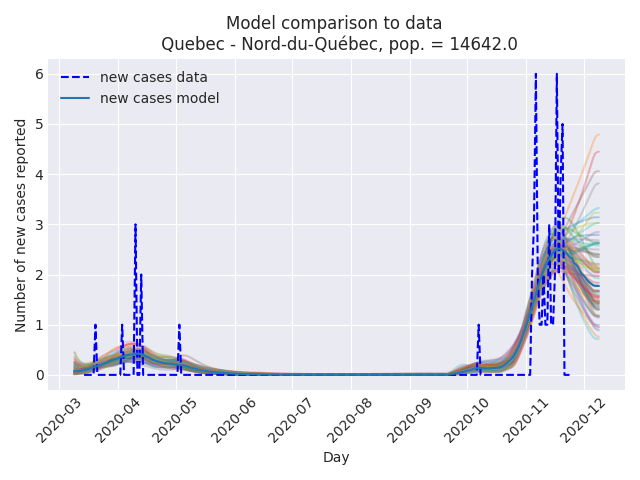 Model comparison to data
Quebec - Nord-du-Québec, pop. = 14642.0
new cases data
new cases model
Number of new cases reported
6
5
4
3
2
1
0
2020-03
2020-04
2020-05
2020-06
2020-07
2020-08
2020-09
2020-10
2020-11
2020-12
Day